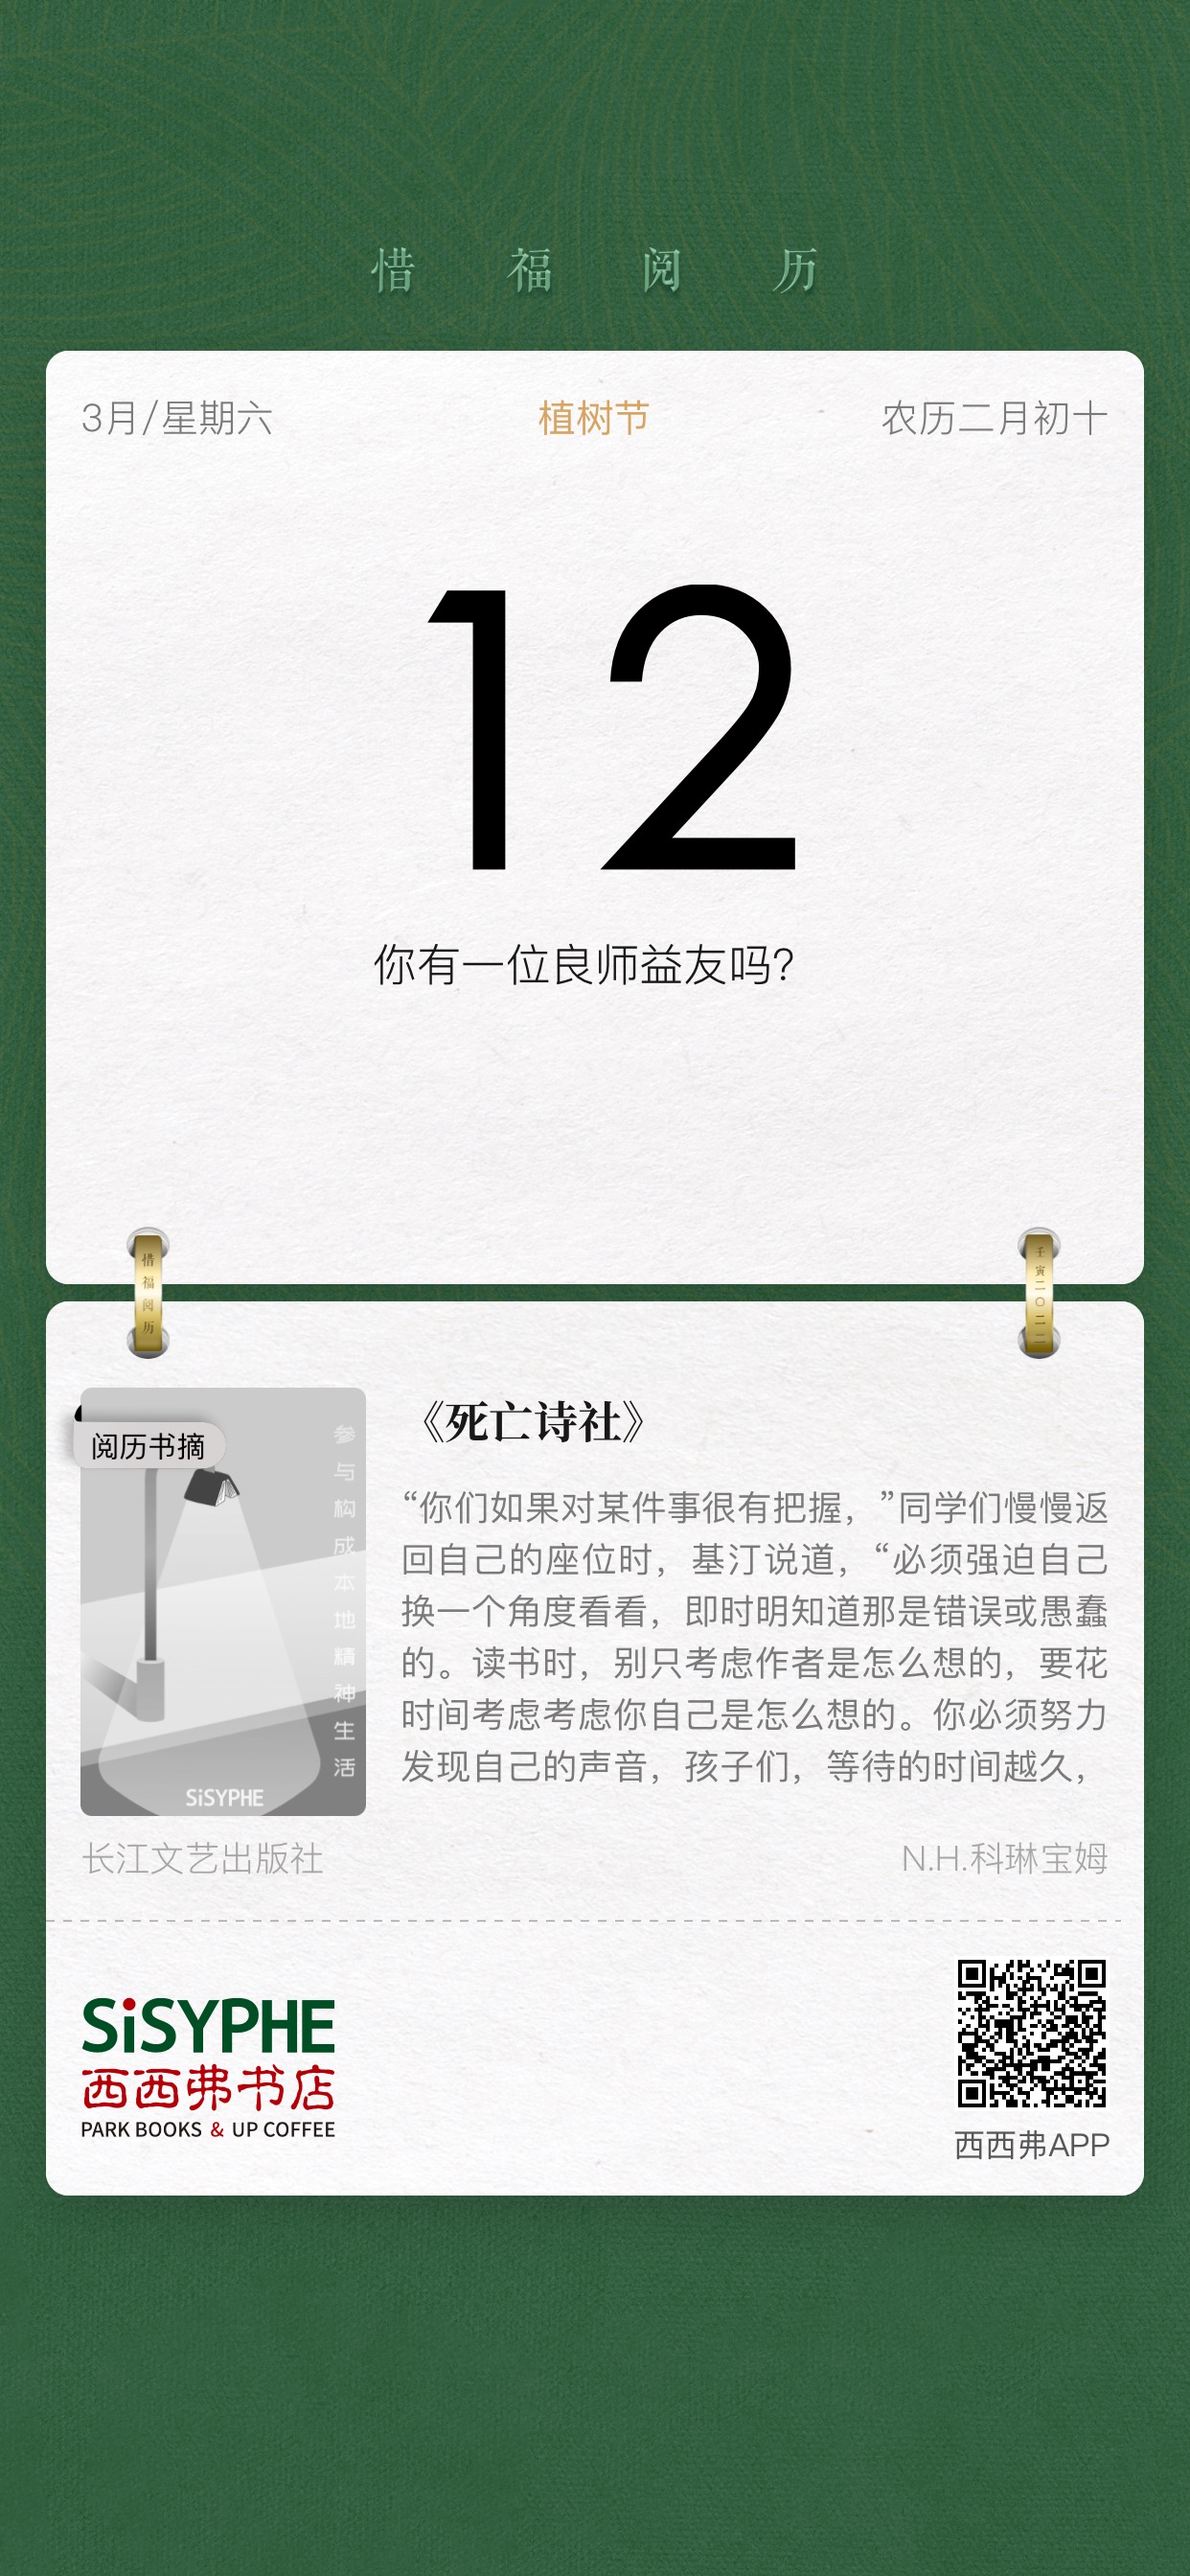 惜福阅历
3月/星期六
植树节
农历二月初十
12
你有一位良师益友吗？
惜福阅历
壬寅二〇二二
阅历书摘
参与构成本地精神生活
SiSYPHE
《死亡诗社》
“你们如果对某件事很有把握，”同学们慢慢返
回自己的座位时，基汀说道，“必须强迫自己
换一个角度看看，即时明知道那是错误或愚蠢
的。读书时，别只考虑作者是怎么想的，要花
时间考虑考虑你自己是怎么想的。你必须努力
发现自己的声音，孩子们，等待的时间越久，
长江文艺出版社
N.H.科琳宝姆
SiSYPHE
西西弗书店
PARK BOOKS & UP COFFEE
西西弗APP